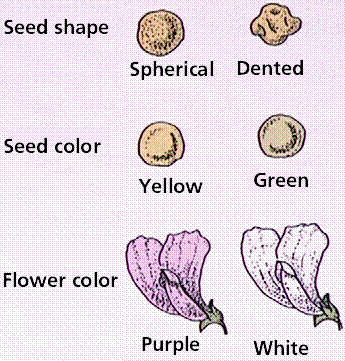 Seed shape
Spherical Dented
Seed color
Yellow Green
Flower color
Purple White